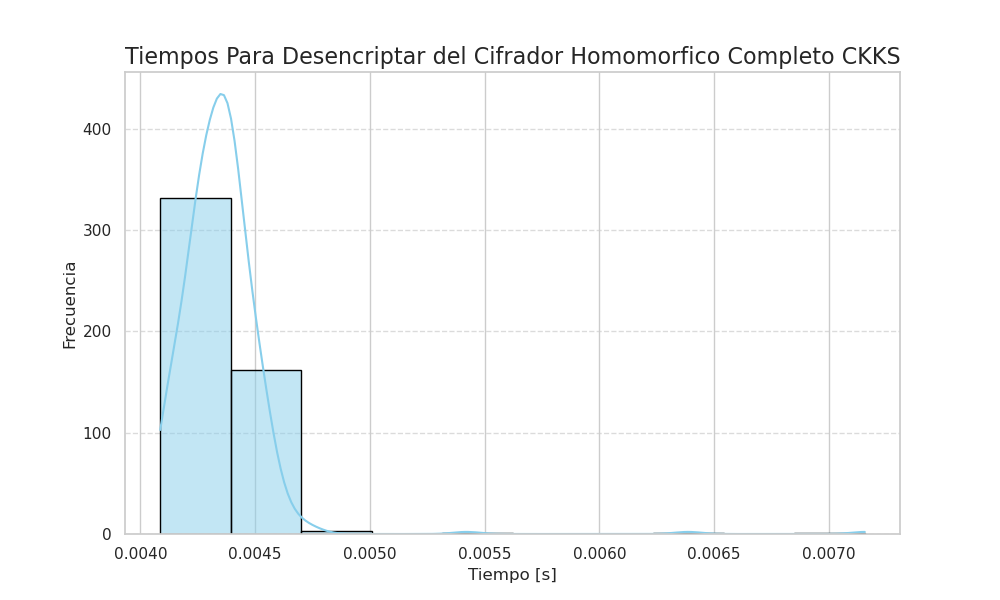 Tiempos Para Desencriptar del Cifrador Homomorfico Completo CKKS
400
300
200
100
0
Frecuencia
0.0040 0.0045 0.0050 0.0055 0.0060 0.0065 0.0070
Tiempo [s]